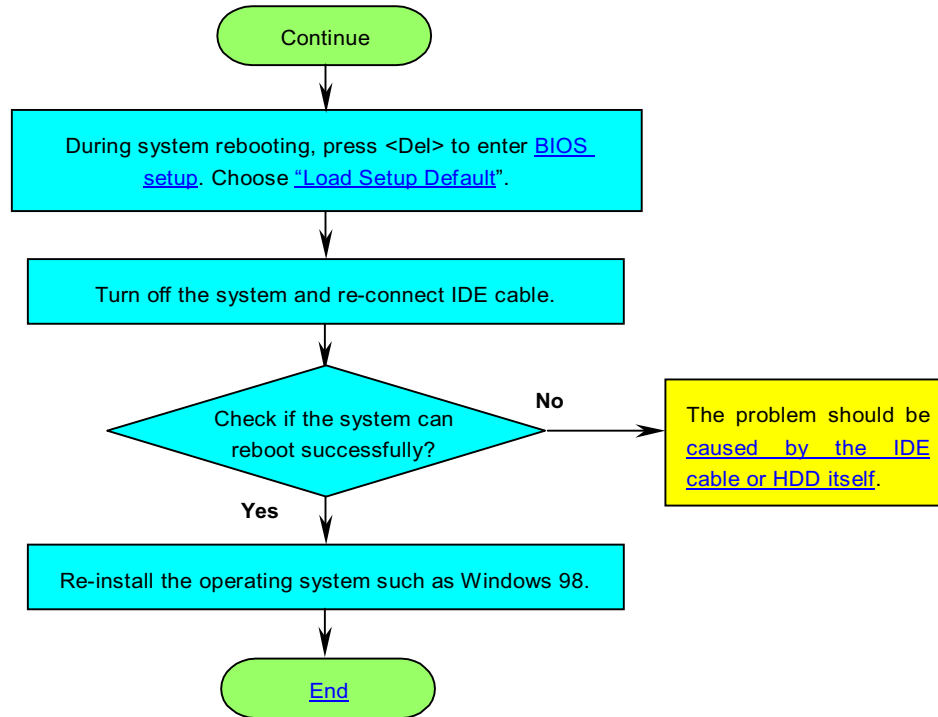 Continue
During system rebooting, press <Del> to enter BIOS
setup. Choose “Load Setup Default”.
Turn off the system and re-connect IDE cable.
Check if the system can
reboot successfully?
No
The problem should be
caused by the IDE
cable or HDD itself.
Yes
Re-install the operating system such as Windows 98.
End